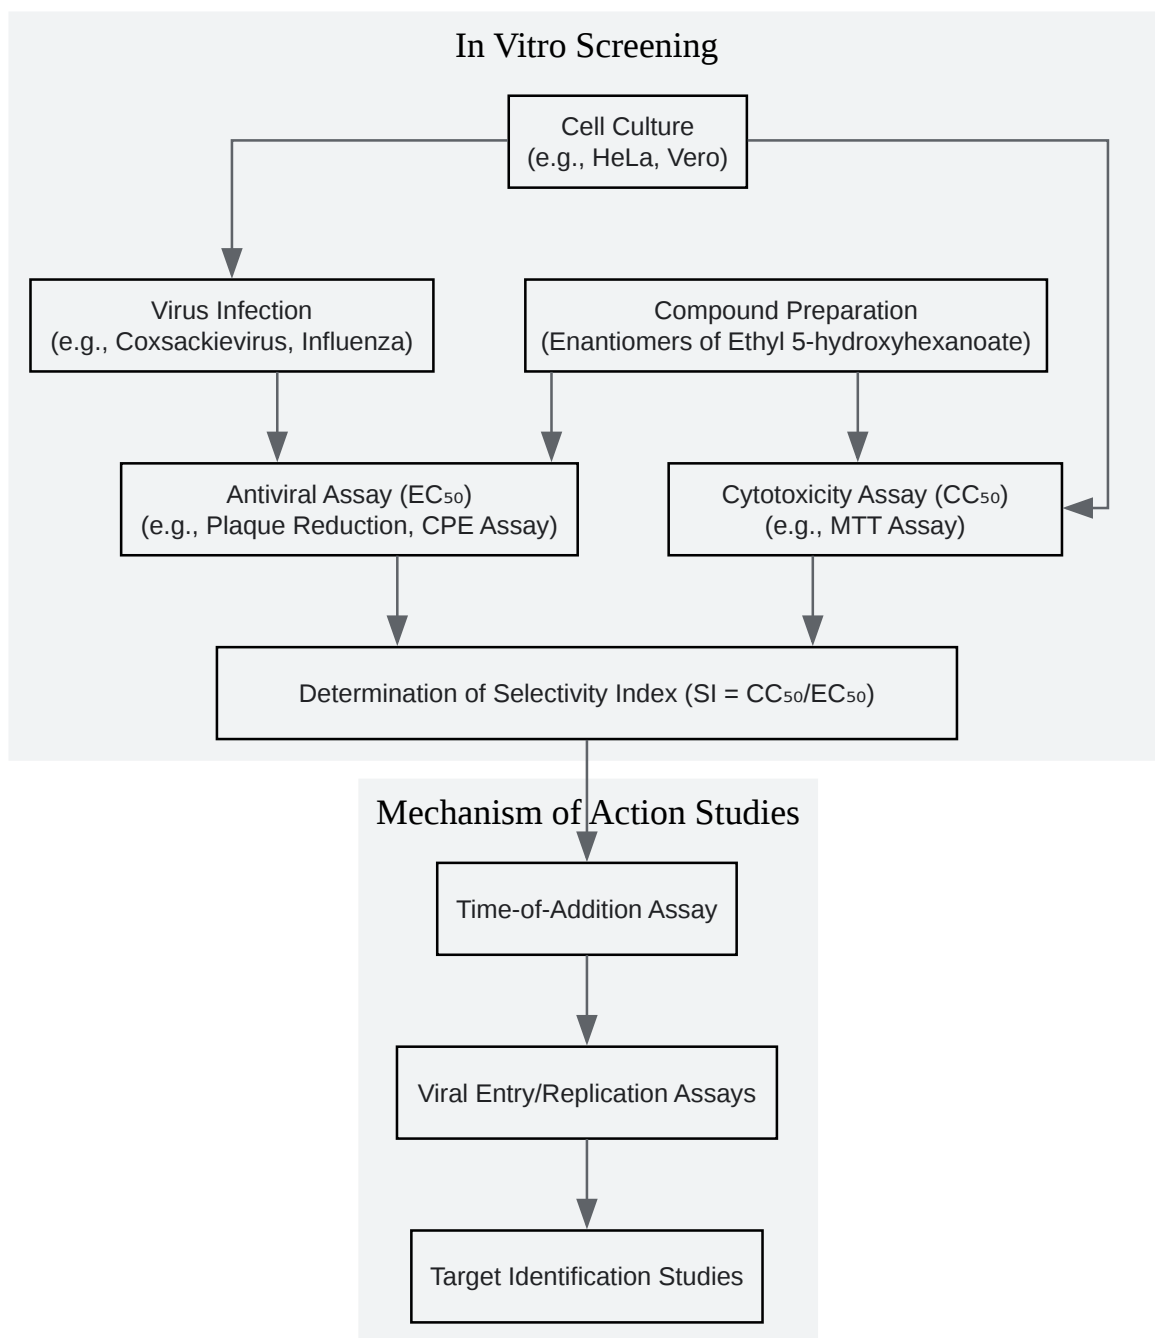 In Vitro Screening
Cell Culture
(e.g., HeLa, Vero)
Virus Infection
(e.g., Coxsackievirus, Influenza)
Compound Preparation
(Enantiomers of Ethyl 5-hydroxyhexanoate)
Antiviral Assay (EC₅₀)
(e.g., Plaque Reduction, CPE Assay)
Cytotoxicity Assay (CC₅₀)
(e.g., MTT Assay)
Determination of Selectivity Index (SI = CC₅₀/EC₅₀)
Mechanism of Action Studies
Time-of-Addition Assay
Viral Entry/Replication Assays
Target Identification Studies